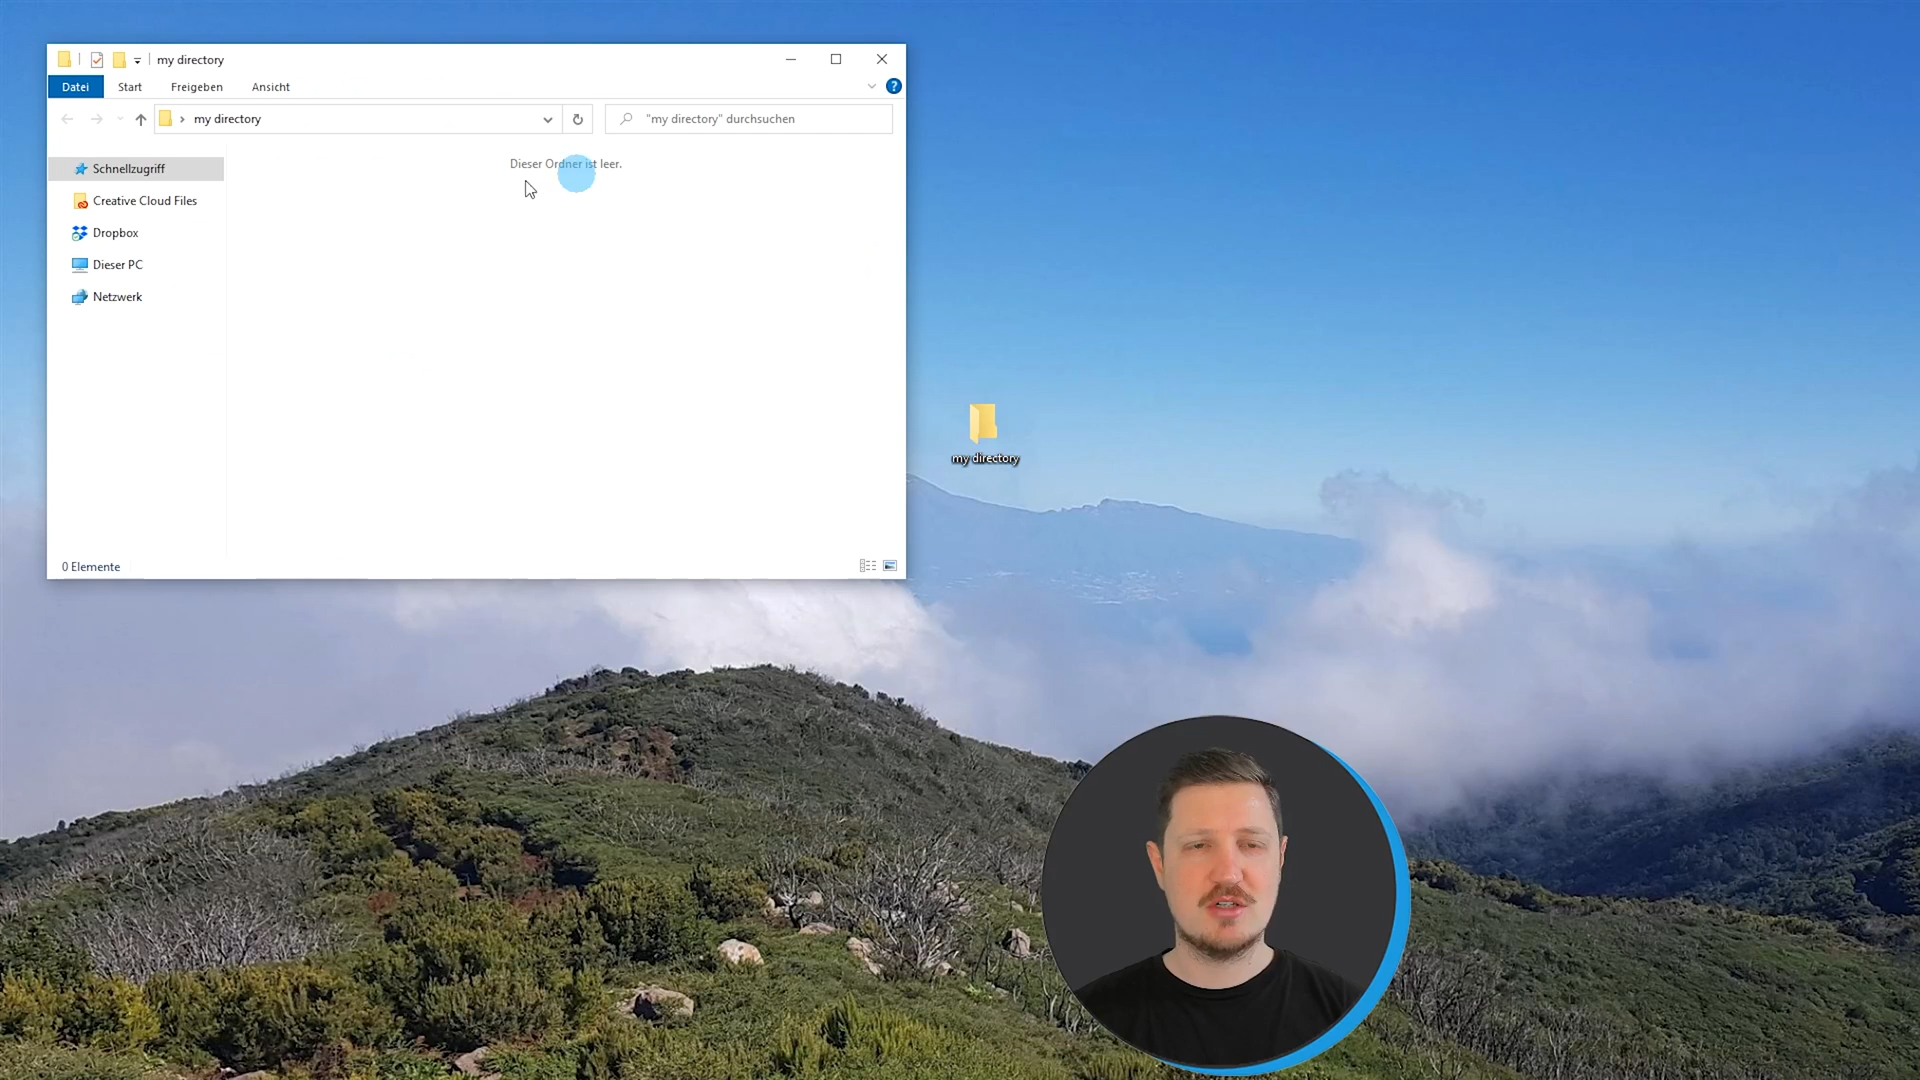 my directory
Datei Start Freigeben Ansicht
my directory
"my directory" durchsuchen
Schnellzugriff
Creative Cloud Files
Dropbox
Dieser PC
Netzwerk
Dieser Ordner ist leer.
0 Elemente
my directory